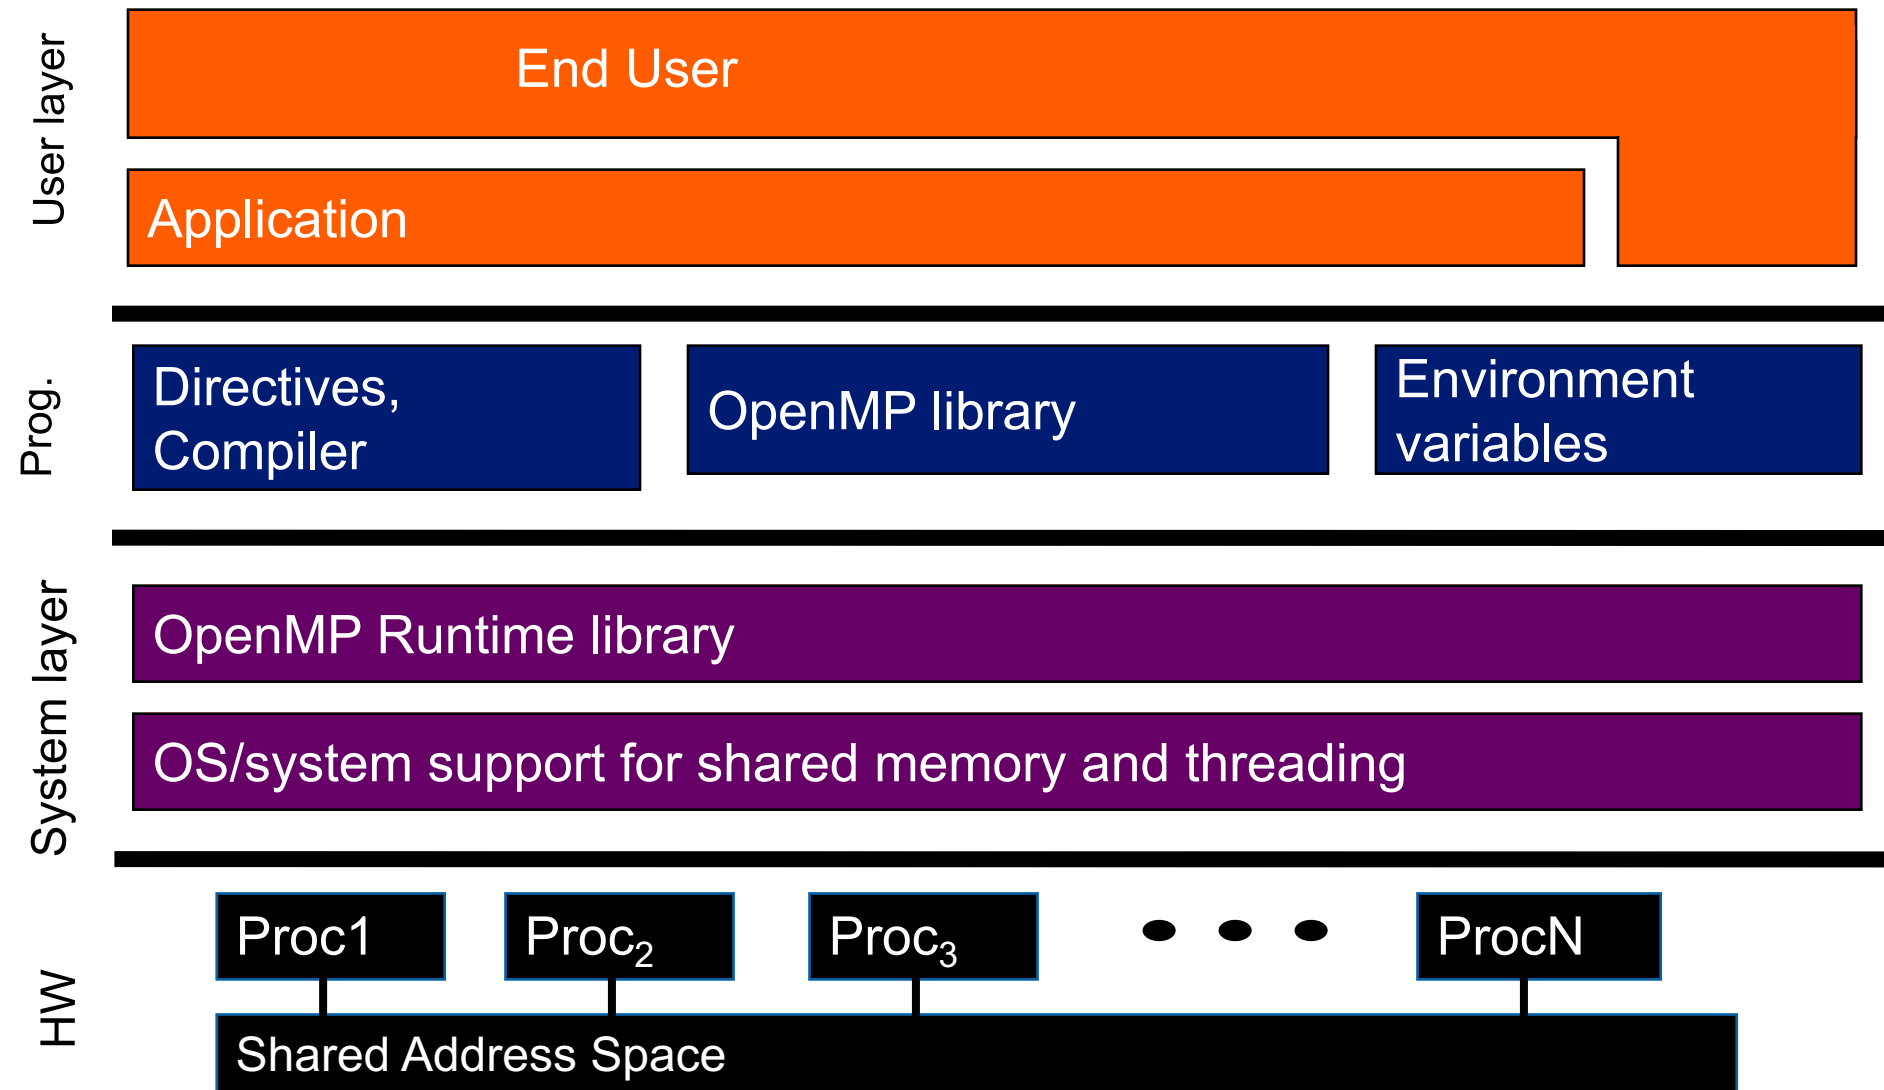 User layer
End User
Application
Prog.
Directives,
Compiler
OpenMP library
Environment
variables
System layer
OpenMP Runtime library
OS/system support for shared memory and threading
HW
Proc1
Proc₂
Proc₃
• • •
ProcN
Shared Address Space